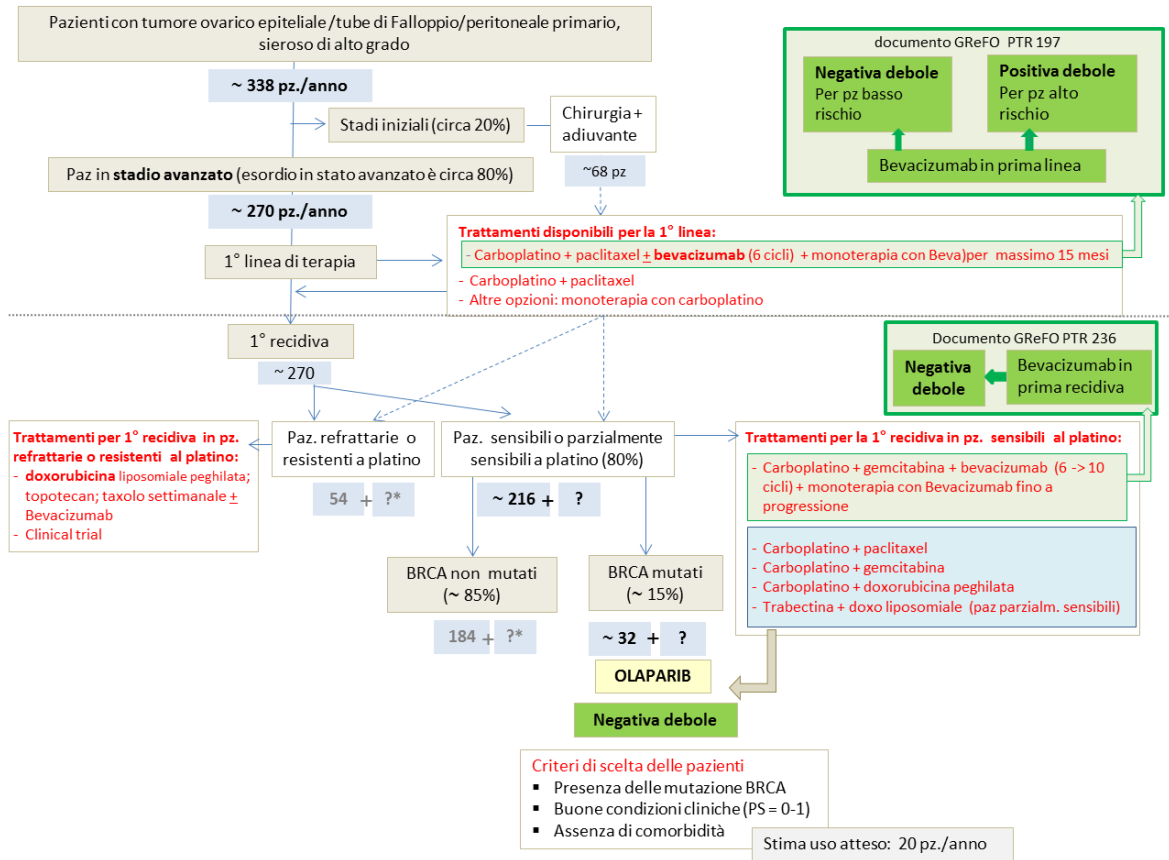 Pazienti con tumore ovarico epiteliale/tube di Falloppio/peritoneale primario,
sieroso di alto grado
~ 338 pz./anno
Stadi iniziali (circa 20%)
Chirurgia +
adiuvante
~68 pz
Paz in stadio avanzato (esordio in stato avanzato è circa 80%)
~ 270 pz./anno
1° linea di terapia
documento GReFO PTR 197
Negativa debole
Per pz basso
rischio
Positiva debole
Per pz alto
rischio
Bevacizumab in prima linea
Trattamenti disponibili per la 1° linea:
- Carboplatino + paclitaxel + bevacizumab (6 cicli) + monoterapia con Beva)per massimo 15 mesi
- Carboplatino + paclitaxel
- Altre opzioni: monoterapia con carboplatino
1° recidiva
~ 270
Documento GReFO PTR 236
Negativa
debole
Bevacizumab in
prima recidiva
Trattamenti per 1° recidiva in pz.
refrattarie o resistenti al platino:
- doxorubicina liposomiale peghilata;
topotecan; taxolo settimanale +
Bevacizumab
- Clinical trial
Paz. refrattarie o
resistenti a platino
54 + ?*
Paz. sensibili o parzialmente
sensibili a platino (80%)
~ 216 + ?
Trattamenti per la 1° recidiva in pz. sensibili al platino:
- Carboplatino + gemcitabina + bevacizumab (6 -> 10
cicli) + monoterapia con Bevacizumab fino a
progressione
- Carboplatino + paclitaxel
- Carboplatino + gemcitabina
- Carboplatino + doxorubicina peghilata
- Trabectina + doxo liposomiale (paz parzialm. sensibili)
BRCA non mutati
(~ 85%)
184 + ?*
BRCA mutati
(~ 15%)
~ 32 + ?
OLAPARIB
Negativa debole
Criteri di scelta delle pazienti
▪ Presenza delle mutazione BRCA
▪ Buone condizioni cliniche (PS = 0-1)
▪ Assenza di comorbidità
Stima uso atteso: 20 pz./anno